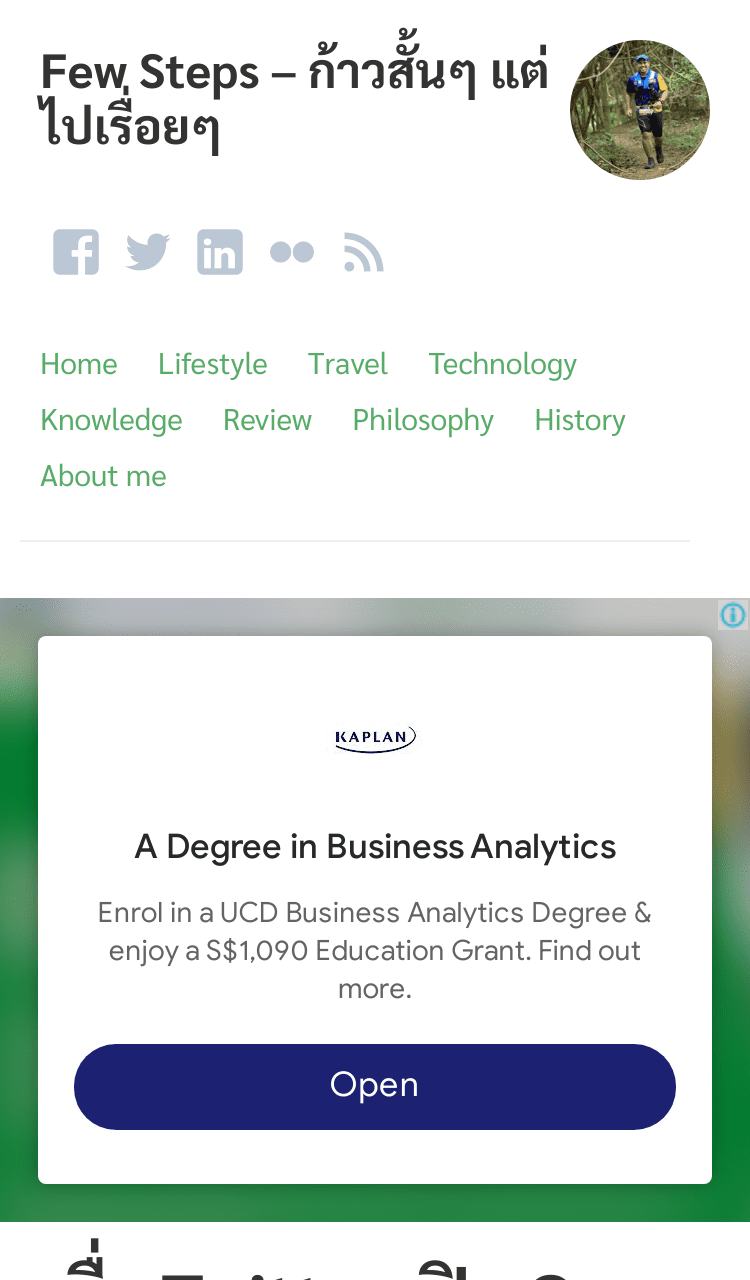 Few Steps – ก้าวสั้นๆ แต่
ไปเรื่อยๆ
Home Lifestyle Travel Technology
Knowledge Review Philosophy History
About me
KAPLAN
A Degree in Business Analytics
Enrol in a UCD Business Analytics Degree &
enjoy a S$1,090 Education Grant. Find out
more.
Open